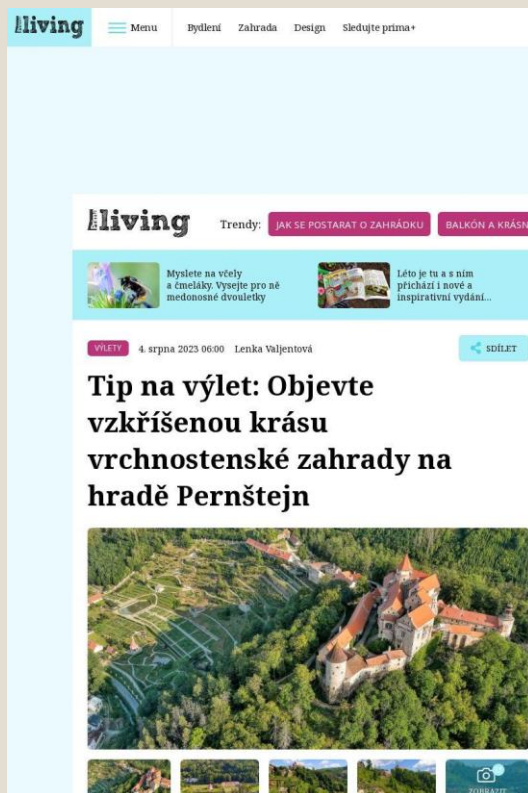 living
Menu
Bydlení
Zahrada
Design
Sledujte prima+
living
Trendy:
JAK SE POSTARAT O ZAHRÁDKU
BALKÓN A KRÁSN
Myslete na včely
a čmeláky. Vysejte pro ně
medonosné dvouletky
Léto je tu a s ním
přichází i nové a
inspirativní vydání...
VÝLETY
4. srpna 2023 06:00
Lenka Valjentová
SDÍLET
Tip na výlet: Objevte
vzkříšenou krásu
vrchnostenské zahrady na
hradě Pernštejn
ZOBRAZIT